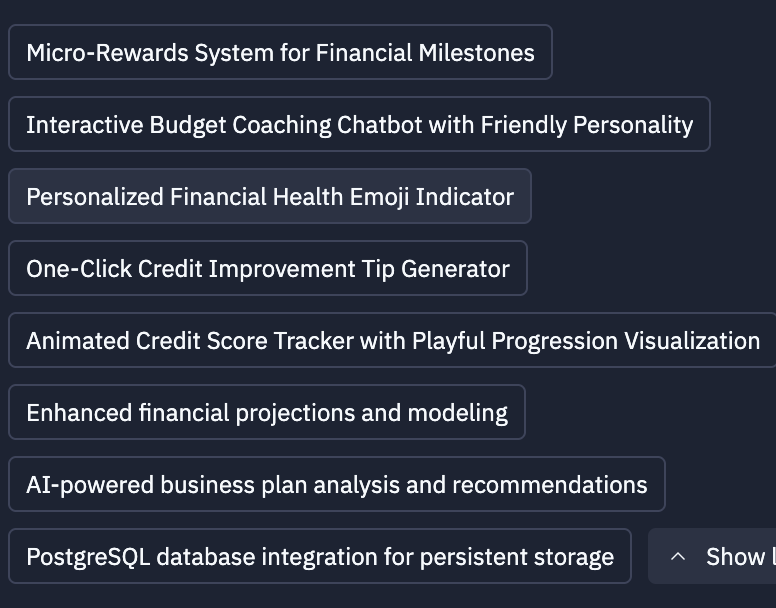 Micro-Rewards System for Financial Milestones
Interactive Budget Coaching Chatbot with Friendly Personality
Personalized Financial Health Emoji Indicator
One-Click Credit Improvement Tip Generator
Animated Credit Score Tracker with Playful Progression Visualization
Enhanced financial projections and modeling
AI-powered business plan analysis and recommendations
PostgreSQL database integration for persistent storage
Show